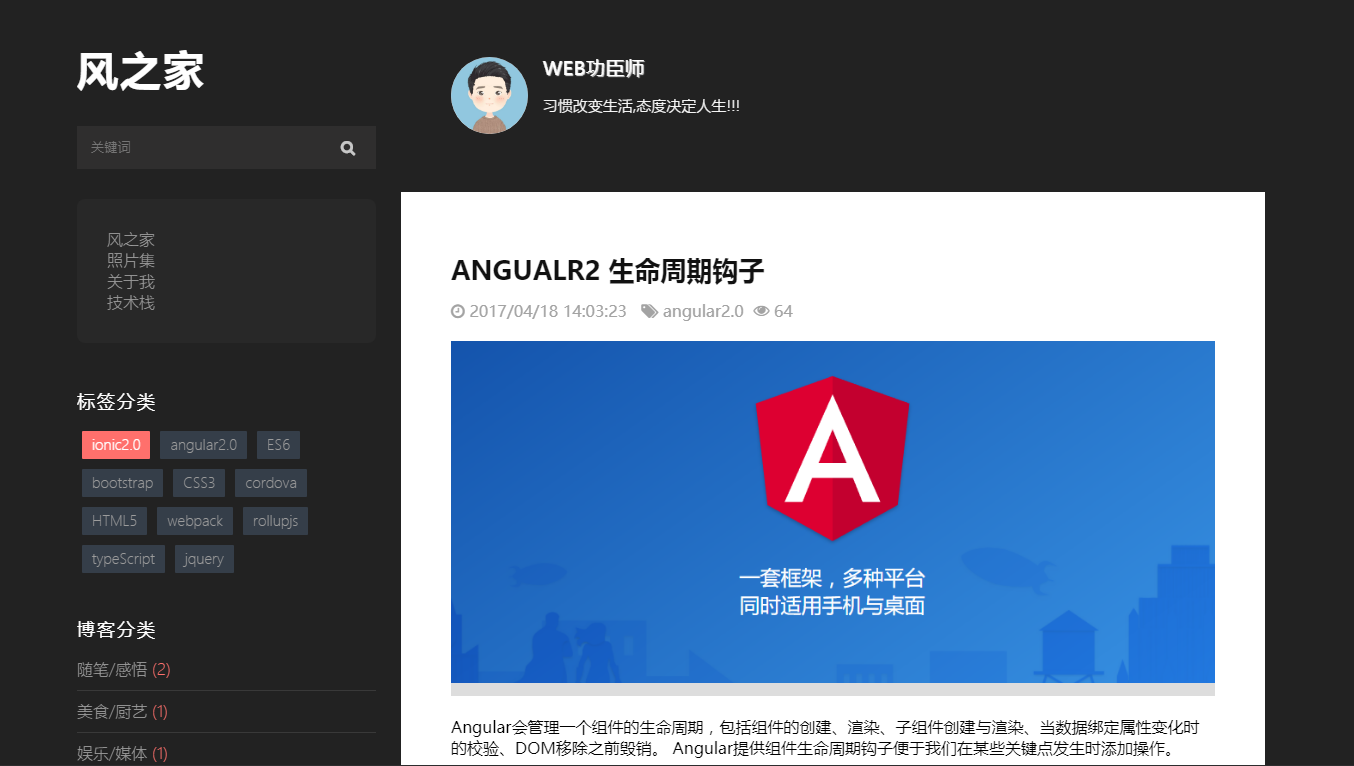 风之家
关键词
风之家
照片集
关于我
技术栈
标签分类
ionic2.0 angular2.0 ES6
bootstrap CSS3 cordova
HTML5 webpack rollupjs
typeScript jquery
博客分类
随笔/感悟 (2)
美食/厨艺 (1)
娱乐/媒体 (1)
WEB功臣师
习惯改变生活,态度决定人生!!!
ANGUALR2 生命周期钩子
2017/04/18 14:03:23 angular2.0 64
A
一套框架，多种平台
同时适用手机与桌面
Angular会管理一个组件的生命周期，包括组件的创建、渲染、子组件创建与渲染、当数据绑定属性变化时
的校验、DOM移除之前毁销。 Angular提供组件生命周期钩子便于我们在某些关键点发生时添加操作。